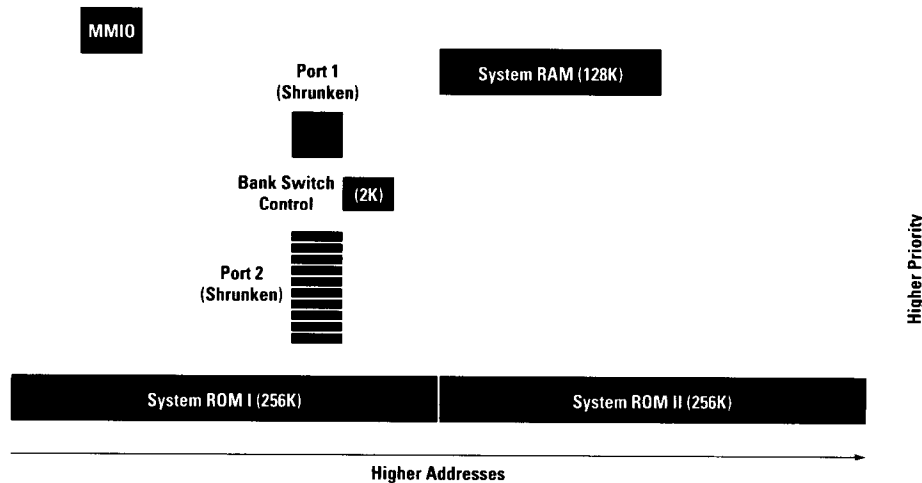 MMIO
Port 1
(Shrunken)
System RAM (128K)
Bank Switch
Control
(2K)
Port 2
(Shrunken)
Higher Priority
System ROM I (256K)
System ROM II (256K)
Higher Addresses